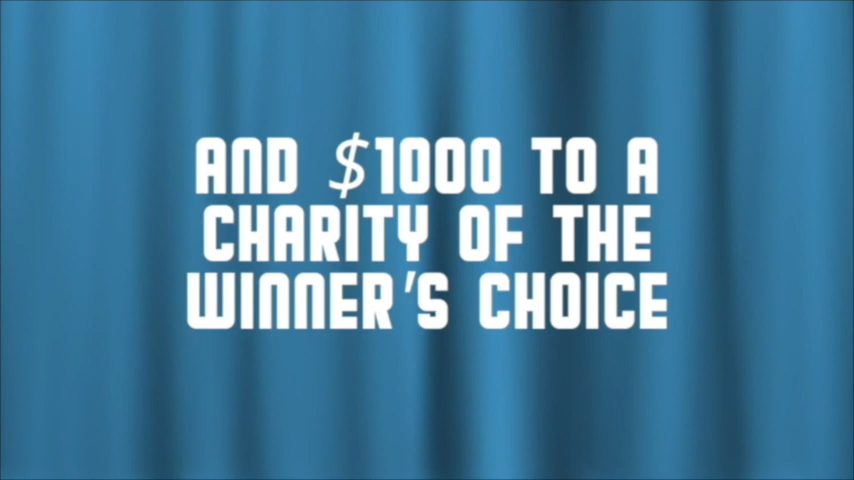 AND $1000 TO A
CHARITY OF THE
WINNER'S CHOICE